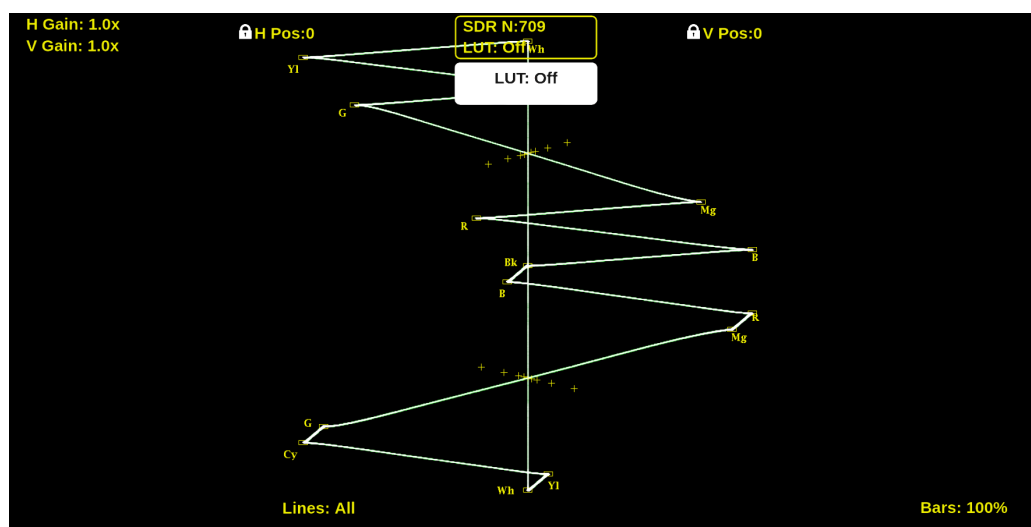 H Gain: 1.0x
V Gain: 1.0x
H Pos:0
SDR N:709
LUT: Off
V Pos:0
Wh
Yl
LUT: Off
G
Mg
R
B
Bk
B
R
Mg
G
Cy
Yl
Wh
Lines: All
Bars: 100%